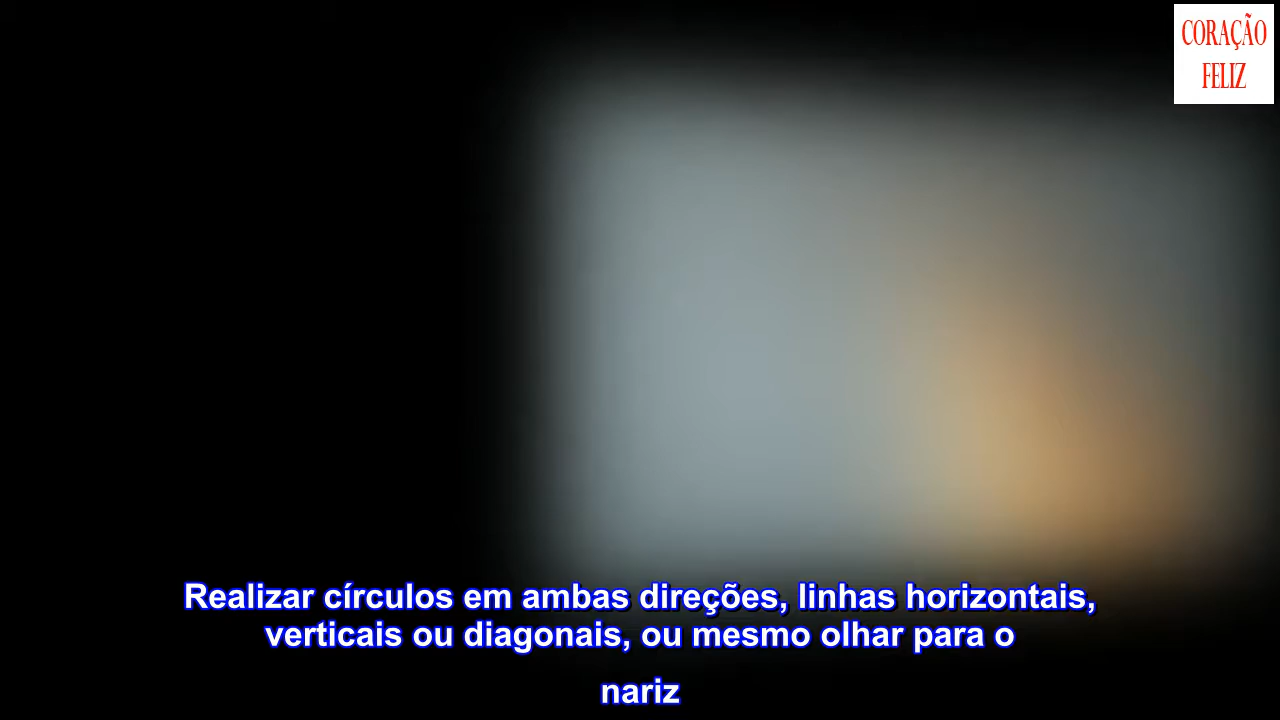 CORAÇÃO
FELIZ
Realizar círculos em ambas direções, linhas horizontais,
verticais ou diagonais, ou mesmo olhar para o
nariz